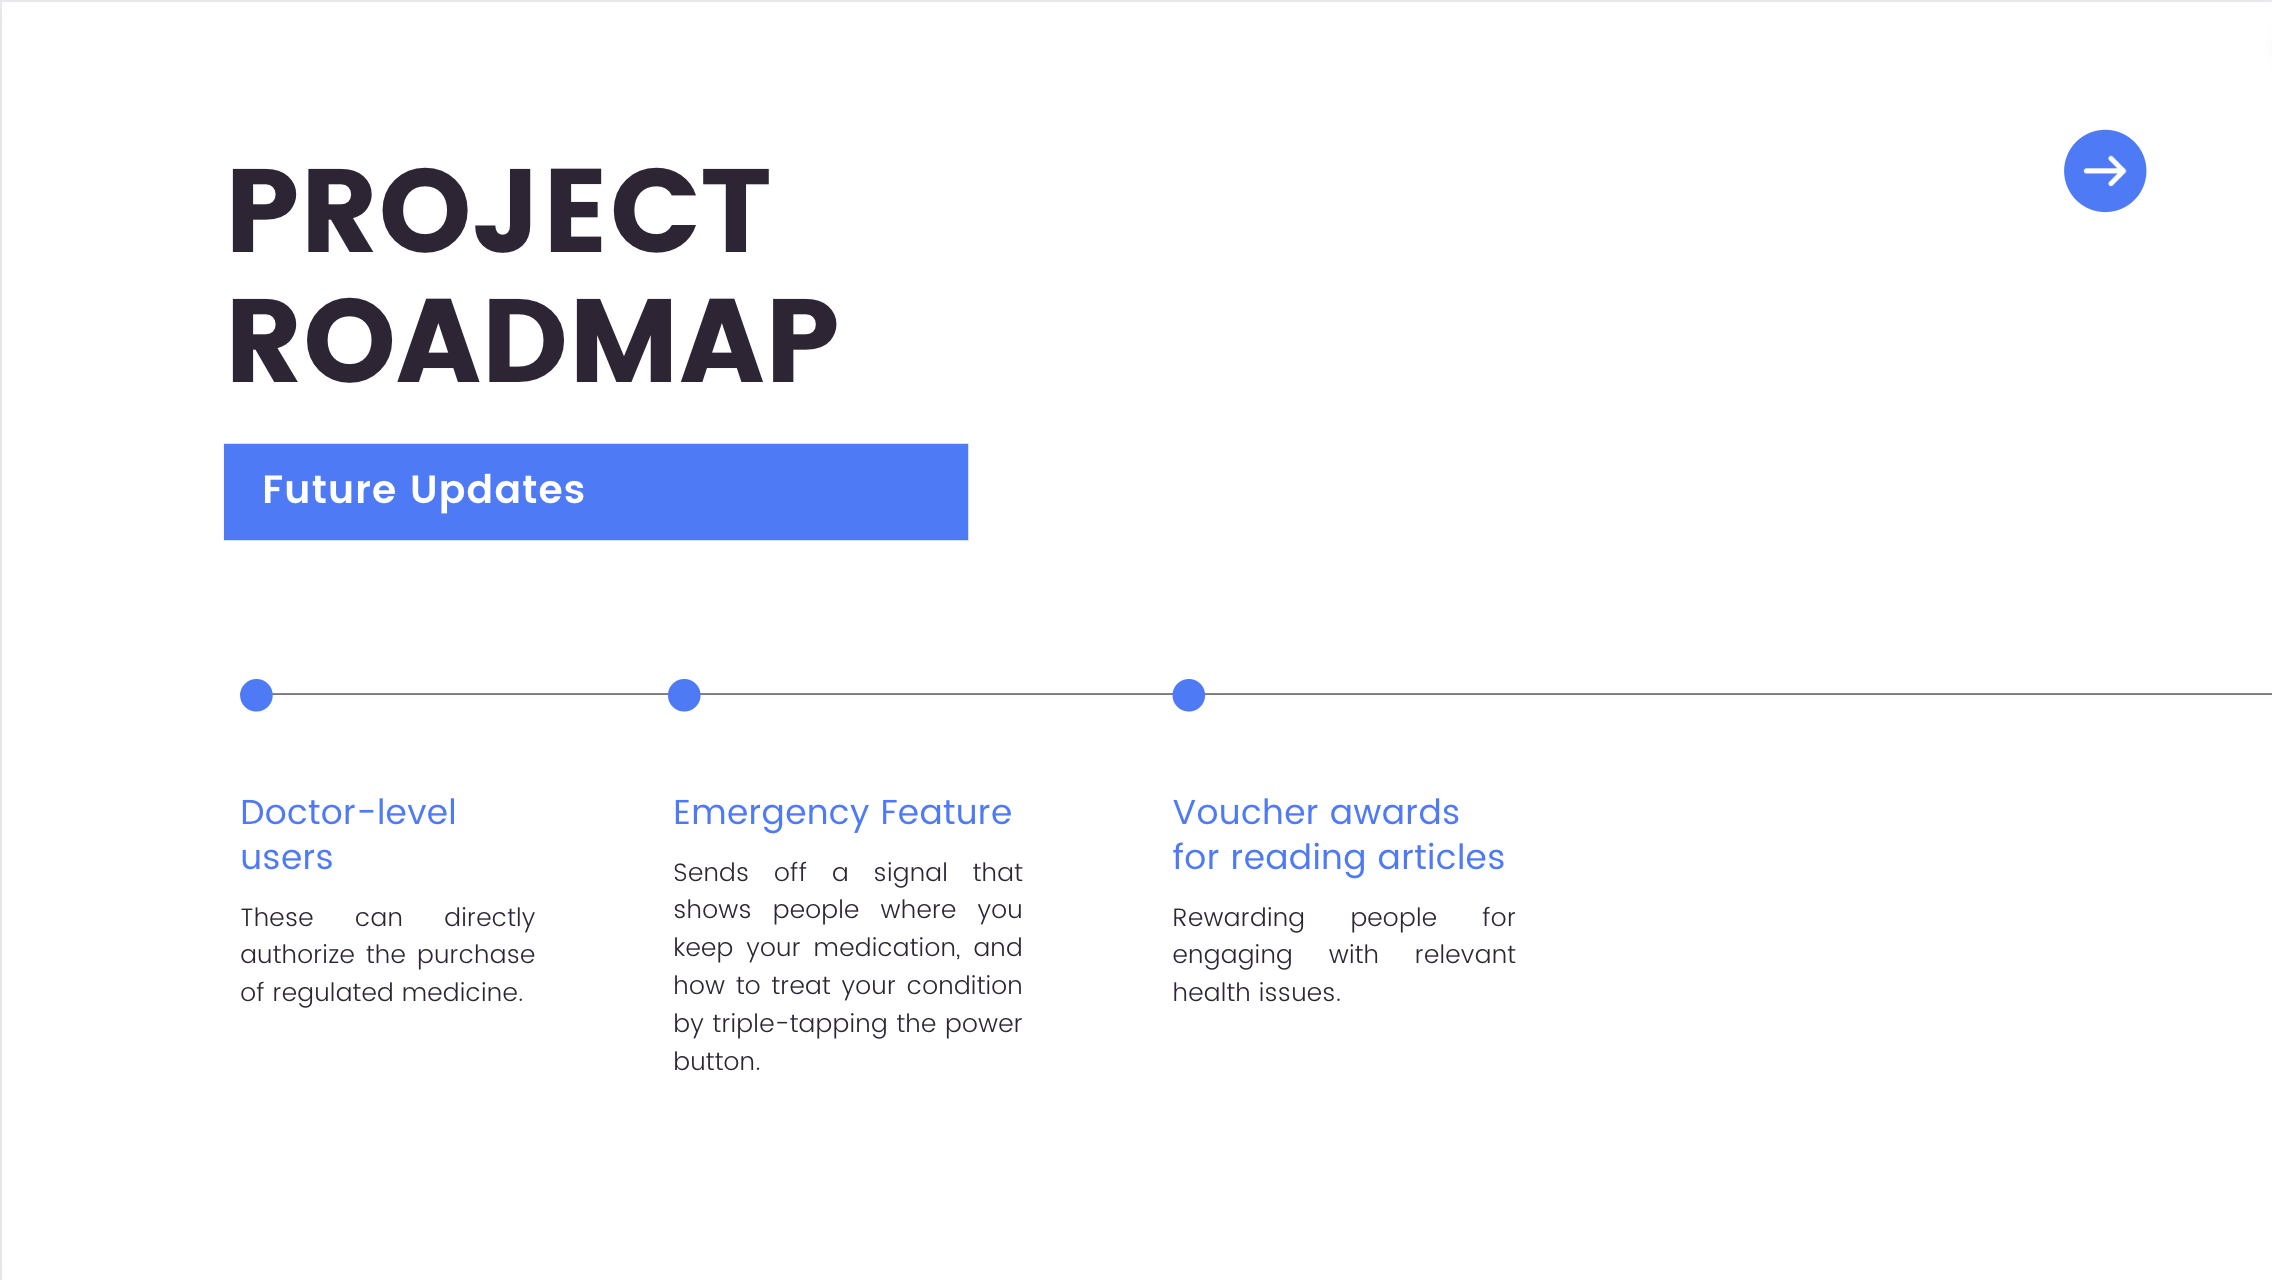 PROJECT
ROADMAP
Future Updates
Doctor-level
users
These can directly
authorize the purchase
of regulated medicine.
Emergency Feature
Sends off a signal that
shows people where you
keep your medication, and
how to treat your condition
by triple-tapping the power
button.
Voucher awards
for reading articles
Rewarding people for
engaging with relevant
health issues.